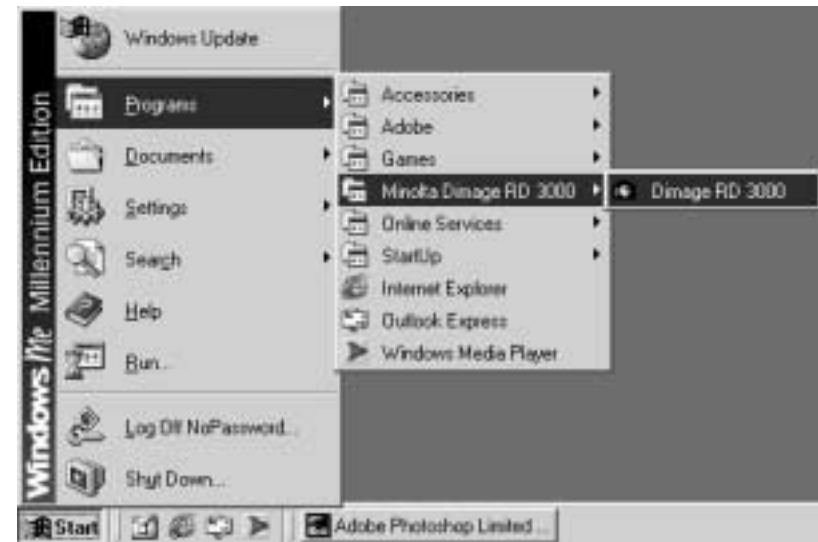 Windows Me Millennium Edition
Windows Update
Programs
Documents
Settings
Search
Help
Run...
Log Off NoPassword...
Shut Down...
Accessories
Adobe
Games
Minolta Dimage RD 3000
Online Services
StartUp
Internet Explorer
Outlook Express
Windows Media Player
Dimage RD 3000
Start
Adobe Photoshop Limited ...